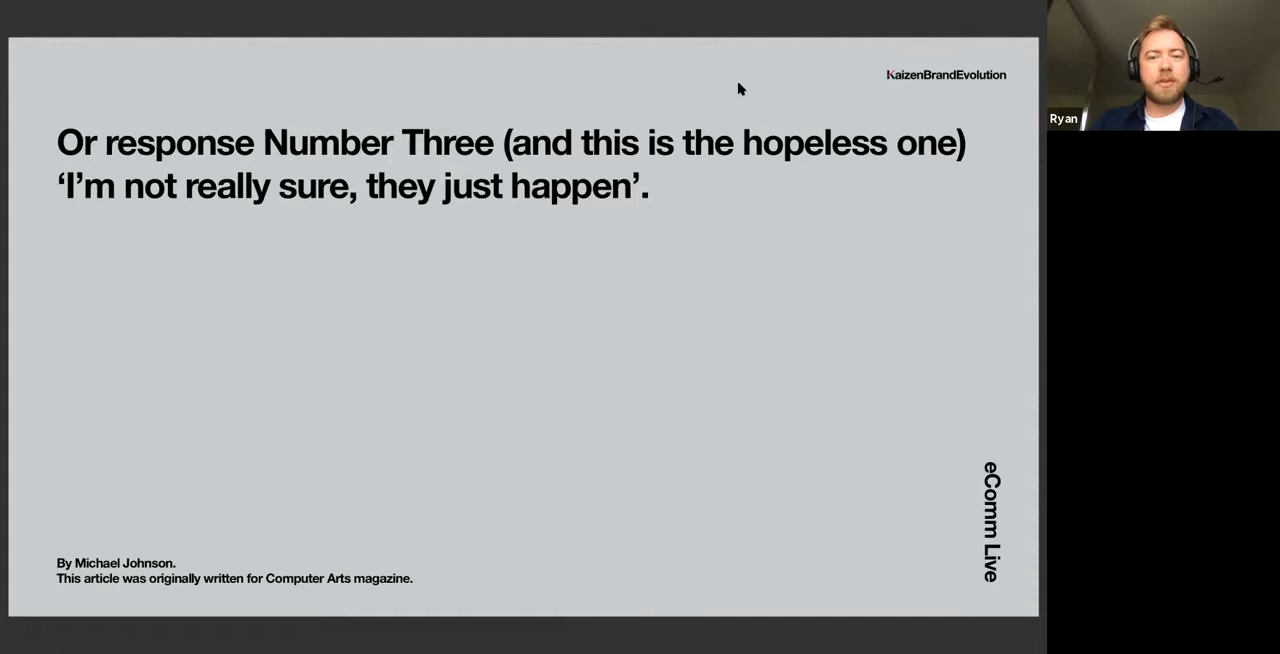 KaizenBrandEvolution
Or response Number Three (and this is the hopeless one)
‘I’m not really sure, they just happen’.
eComm Live
By Michael Johnson.
This article was originally written for Computer Arts magazine.
Ryan